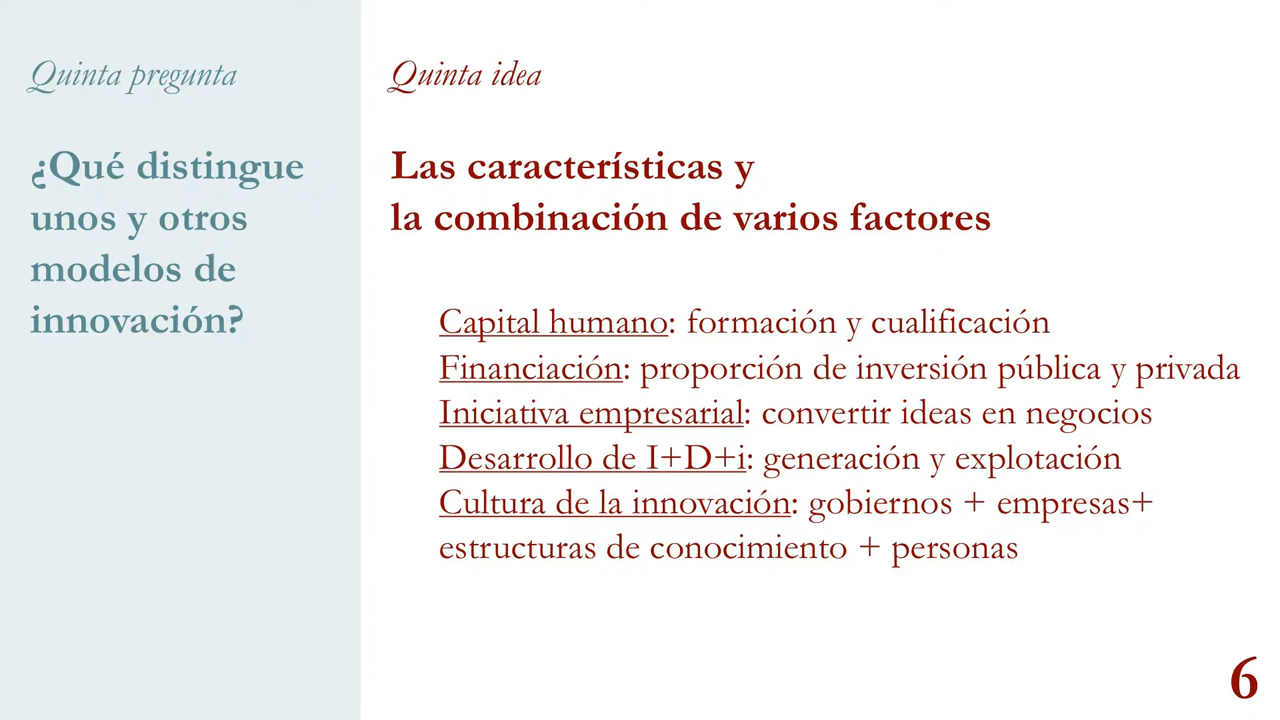 Quinta pregunta
¿Qué distingue
unos y otros
modelos de
innovación?
Quinta idea
Las características y
la combinación de varios factores
Capital humano: formación y cualificación
Financiación: proporción de inversión pública y privada
Iniciativa empresarial: convertir ideas en negocios
Desarrollo de I+D+i: generación y explotación
Cultura de la innovación: gobiernos + empresas+
estructuras de conocimiento + personas
6